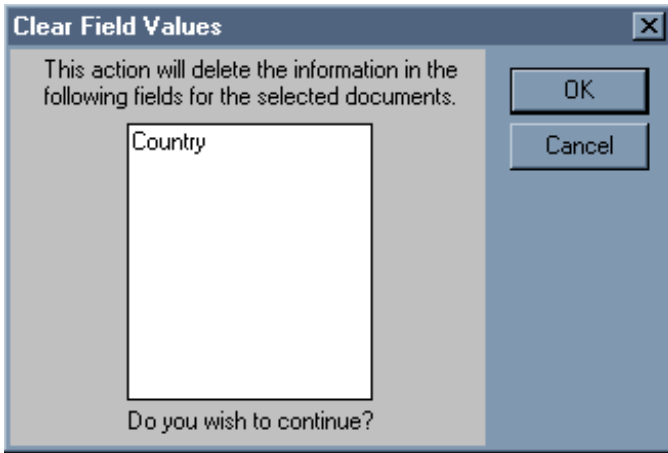 Clear Field Values
This action will delete the information in the
following fields for the selected documents.
OK
Cancel
Country
Do you wish to continue?